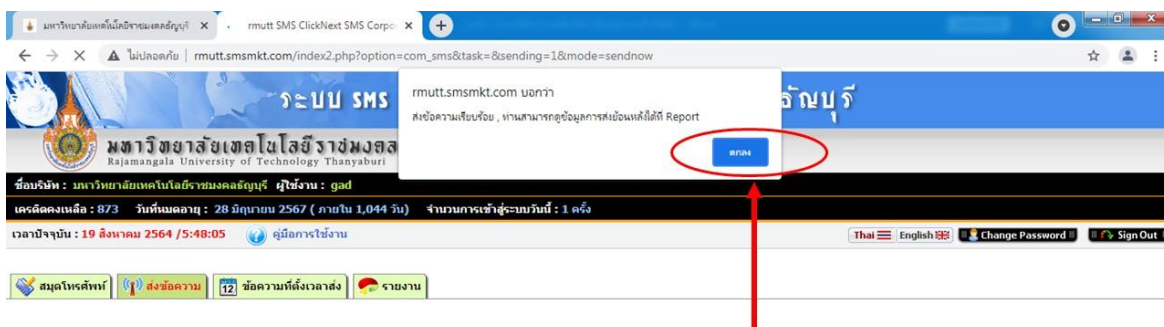 มหาวิทยาลัยเทคโนโลยีราชมงคลธัญบุรี
rmutt SMS ClickNext SMS Corpo
ไม่ปลอดภัย | rmutt.smsmkt.com/index2.php?option=com_sms&task=&sending=1&mode=sendnow
rmutt.smsmkt.com บอกว่า
ส่งข้อความเรียบร้อย , ท่านสามารถดูข้อมูลการส่งย้อนหลังได้ที่ Report
ตกลง
ระบบ SMS
ธัญบุรี
มหาวิทยาลัยเทคโนโลยีราชมงคล
Rajamangala University of Technology Thanyaburi
ชื่อบริษัท : มหาวิทยาลัยเทคโนโลยีราชมงคลธัญบุรี ผู้ใช้งาน : gad
เครดิตคงเหลือ : 873 วันที่หมดอายุ : 28 มิถุนายน 2567 ( ภายใน 1,044 วัน) จำนวนการเข้าสู่ระบบวันนี้ : 1 ครั้ง
เวลาปัจจุบัน : 19 สิงหาคม 2564 /5:48:05 คู่มือการใช้งาน Thai English Change Password Sign Out
สมุดโทรศัพท์ ส่งข้อความ 12 ข้อความที่ตั้งเวลาส่ง รายงาน